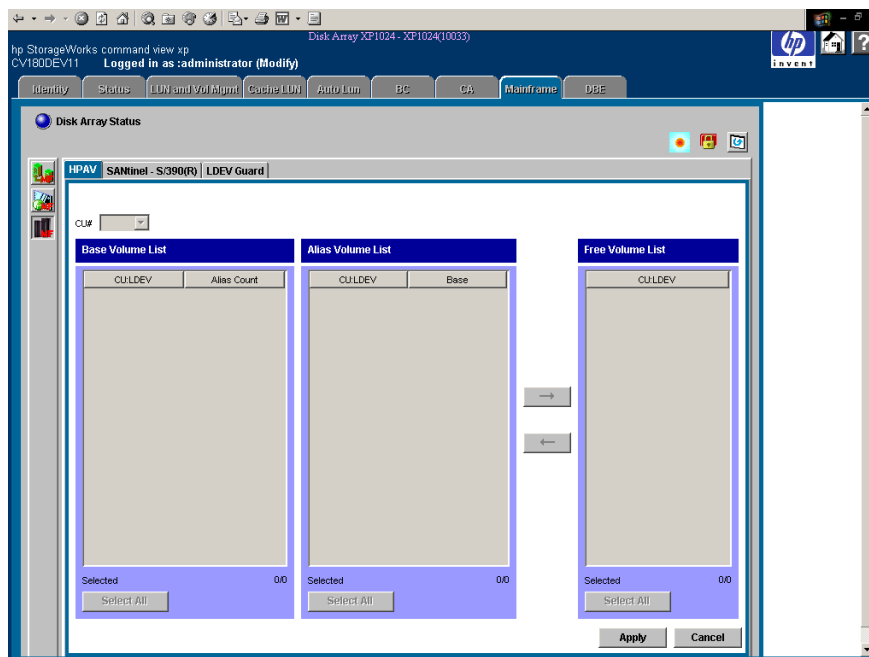 Disk Array XP1024 - XP1024(10033)
hp StorageWorks command view xp
CV180DEV11 Logged in as :administrator (Modify)
hp
invent
?
Identity Status LUN and Vol Mgmt Cache LUN Auto Lun BC CA Mainframe DBE
Disk Array Status
HPAV SANtinel - S/390(R) LDEV Guard
CU#
Base Volume List Alias Volume List Free Volume List
CU:LDEV Alias Count CU:LDEV Base CU:LDEV
→
←
Selected 0/0 Selected 0/0 Selected 0/0
Select All Select All Select All
Apply Cancel